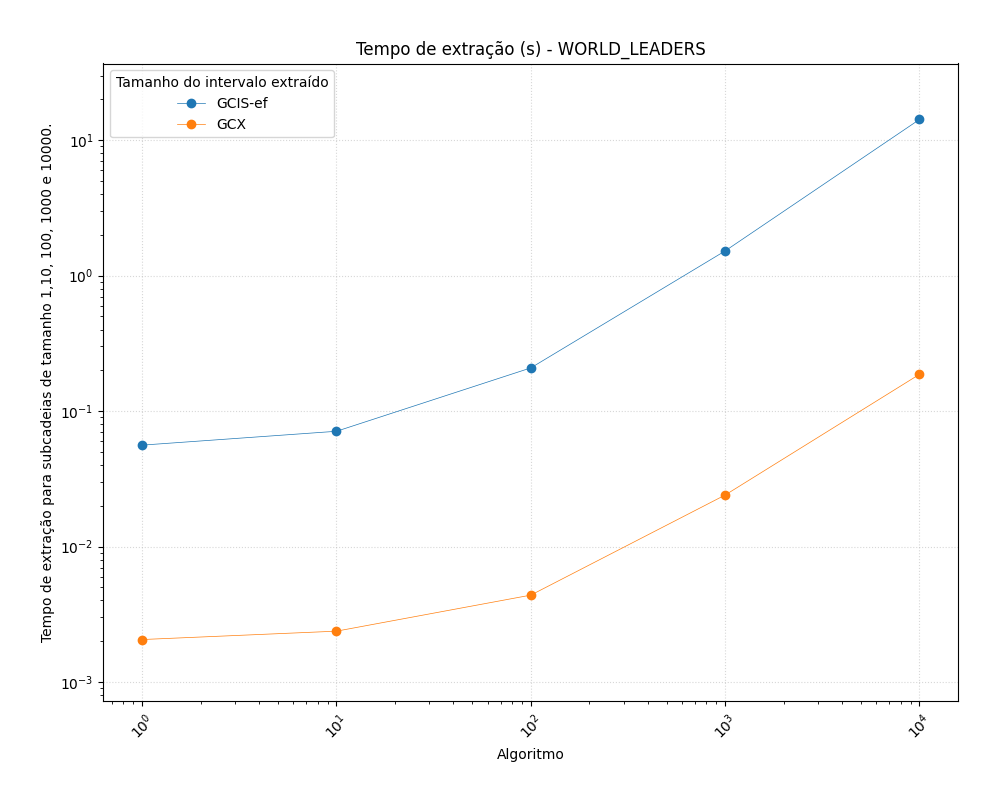 Tempo de extração (s) - WORLD_LEADERS
Tamanho do intervalo extraído
GCIS-ef
GCX
Tempo de extração para subcadeias de tamanho 1,10, 100, 1000 e 10000.
10¹
10⁰
10⁻¹
10⁻²
10⁻³
10⁰ 10¹ 10² 10³ 10⁴
Algoritmo